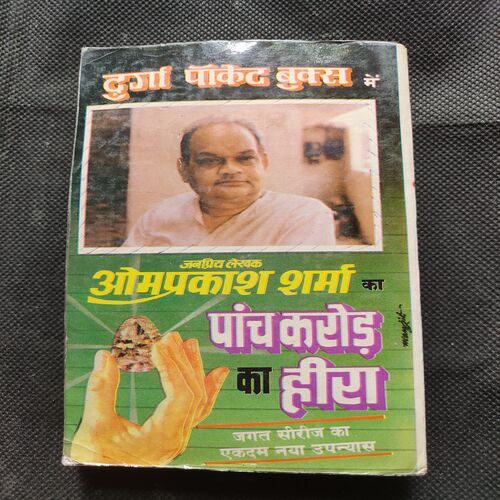 दुर्गा पॉकेट बुक्स में
जनप्रिय लेखक
ओमप्रकाश शर्मा का
पांच करोड़
का हीरा
जगत सीरीज का
एकदम नया उपन्यास